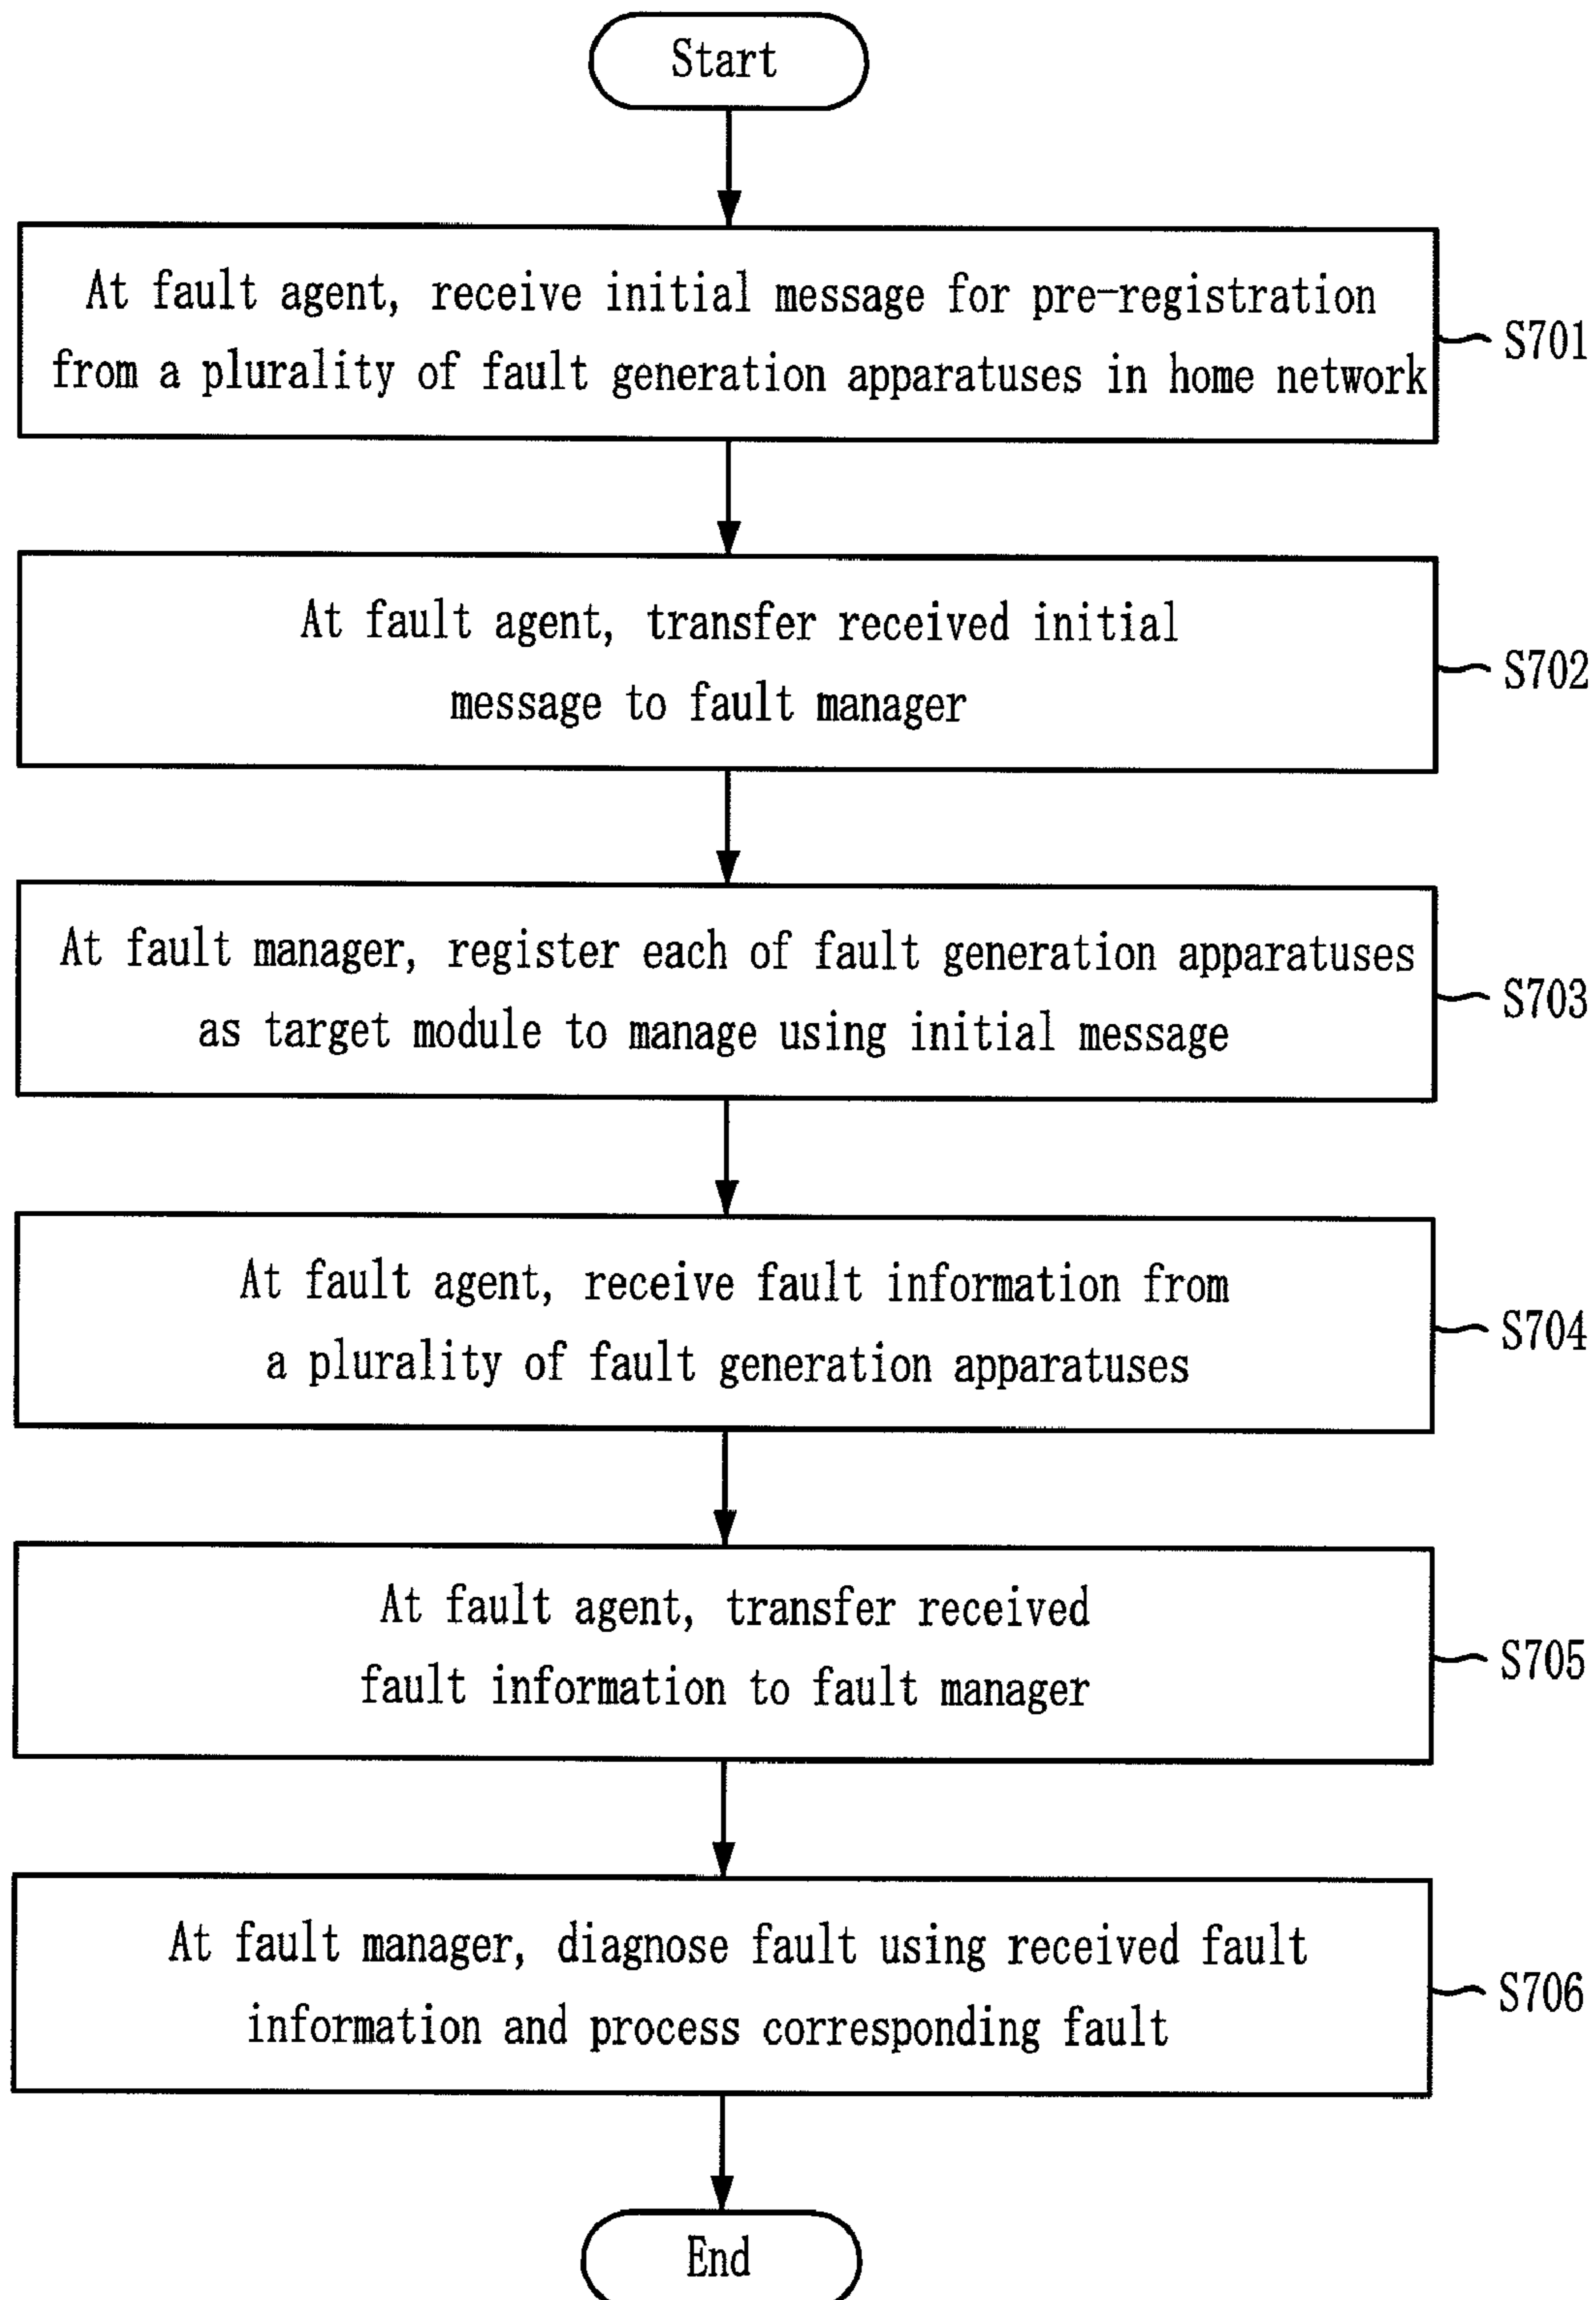 Start
At fault agent, receive initial message for pre-registration
from a plurality of fault generation apparatuses in home network
S701
At fault agent, transfer received initial
message to fault manager
S702
At fault manager, register each of fault generation apparatuses
as target module to manage using initial message
S703
At fault agent, receive fault information from
a plurality of fault generation apparatuses
S704
At fault agent, transfer received
fault information to fault manager
S705
At fault manager, diagnose fault using received fault
information and process corresponding fault
S706
End